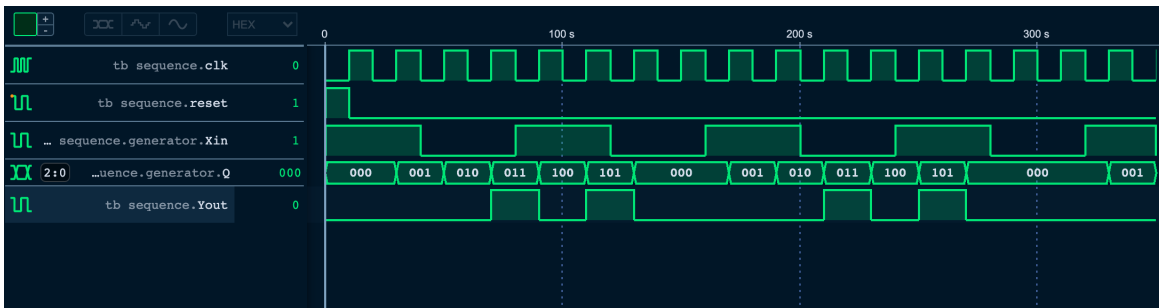 +
-
HEX
0 100 s 200 s 300 s
tb sequence.clk 0
tb sequence.reset 1
… sequence.generator.Xin 1
2:0 …uence.generator.Q 000 000 001 010 011 100 101 000 001 010 011 100 101 000 001
tb sequence.Yout 0